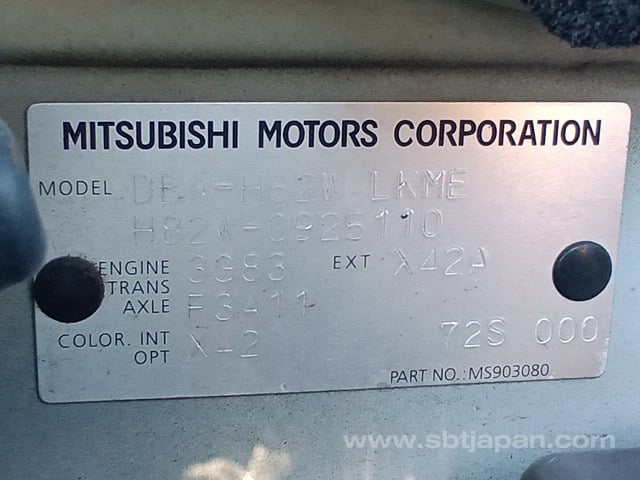 MITSUBISHI MOTORS CORPORATION
MODEL DBA-H82W LKME
H82W-0925110
ENGINE 3G83 EXT X42A
TRANS
AXLE F3A11
COLOR. INT X42 72S 000
OPT
PART NO.: MS903080
www.sbtjapan.com